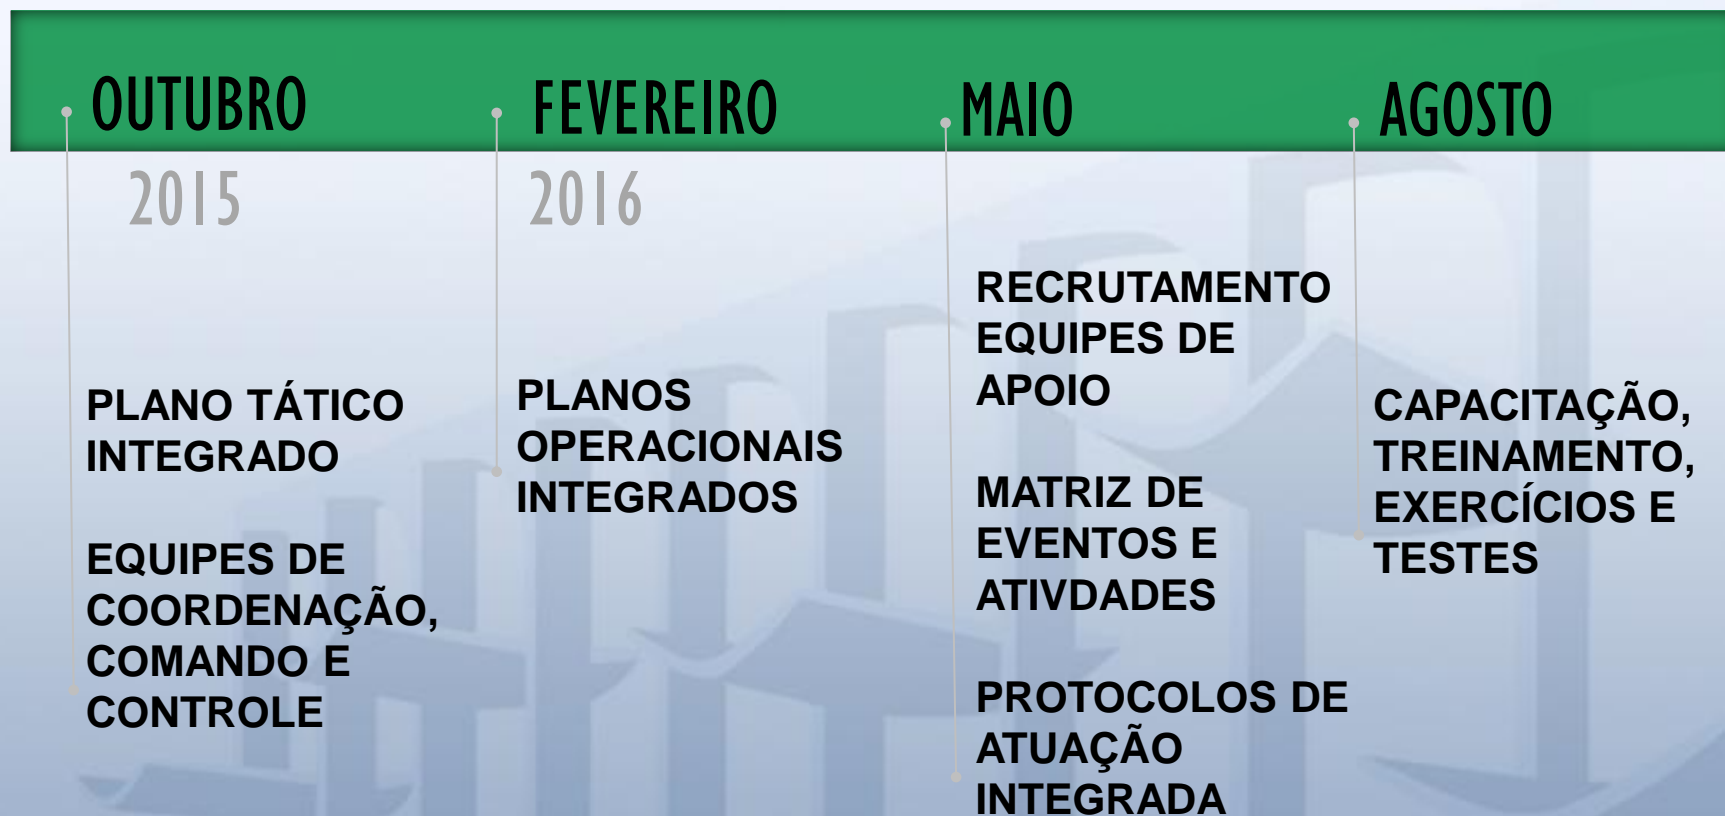 OUTUBRO
2015
PLANO TÁTICO
INTEGRADO
EQUIPES DE
COORDENAÇÃO,
COMANDO E
CONTROLE
FEVEREIRO
2016
PLANOS
OPERACIONAIS
INTEGRADOS
MAIO
RECRUTAMENTO
EQUIPES DE
APOIO
MATRIZ DE
EVENTOS E
ATIVDADES
PROTOCOLOS DE
ATUAÇÃO
INTEGRADA
AGOSTO
CAPACITAÇÃO,
TREINAMENTO,
EXERCÍCIOS E
TESTES